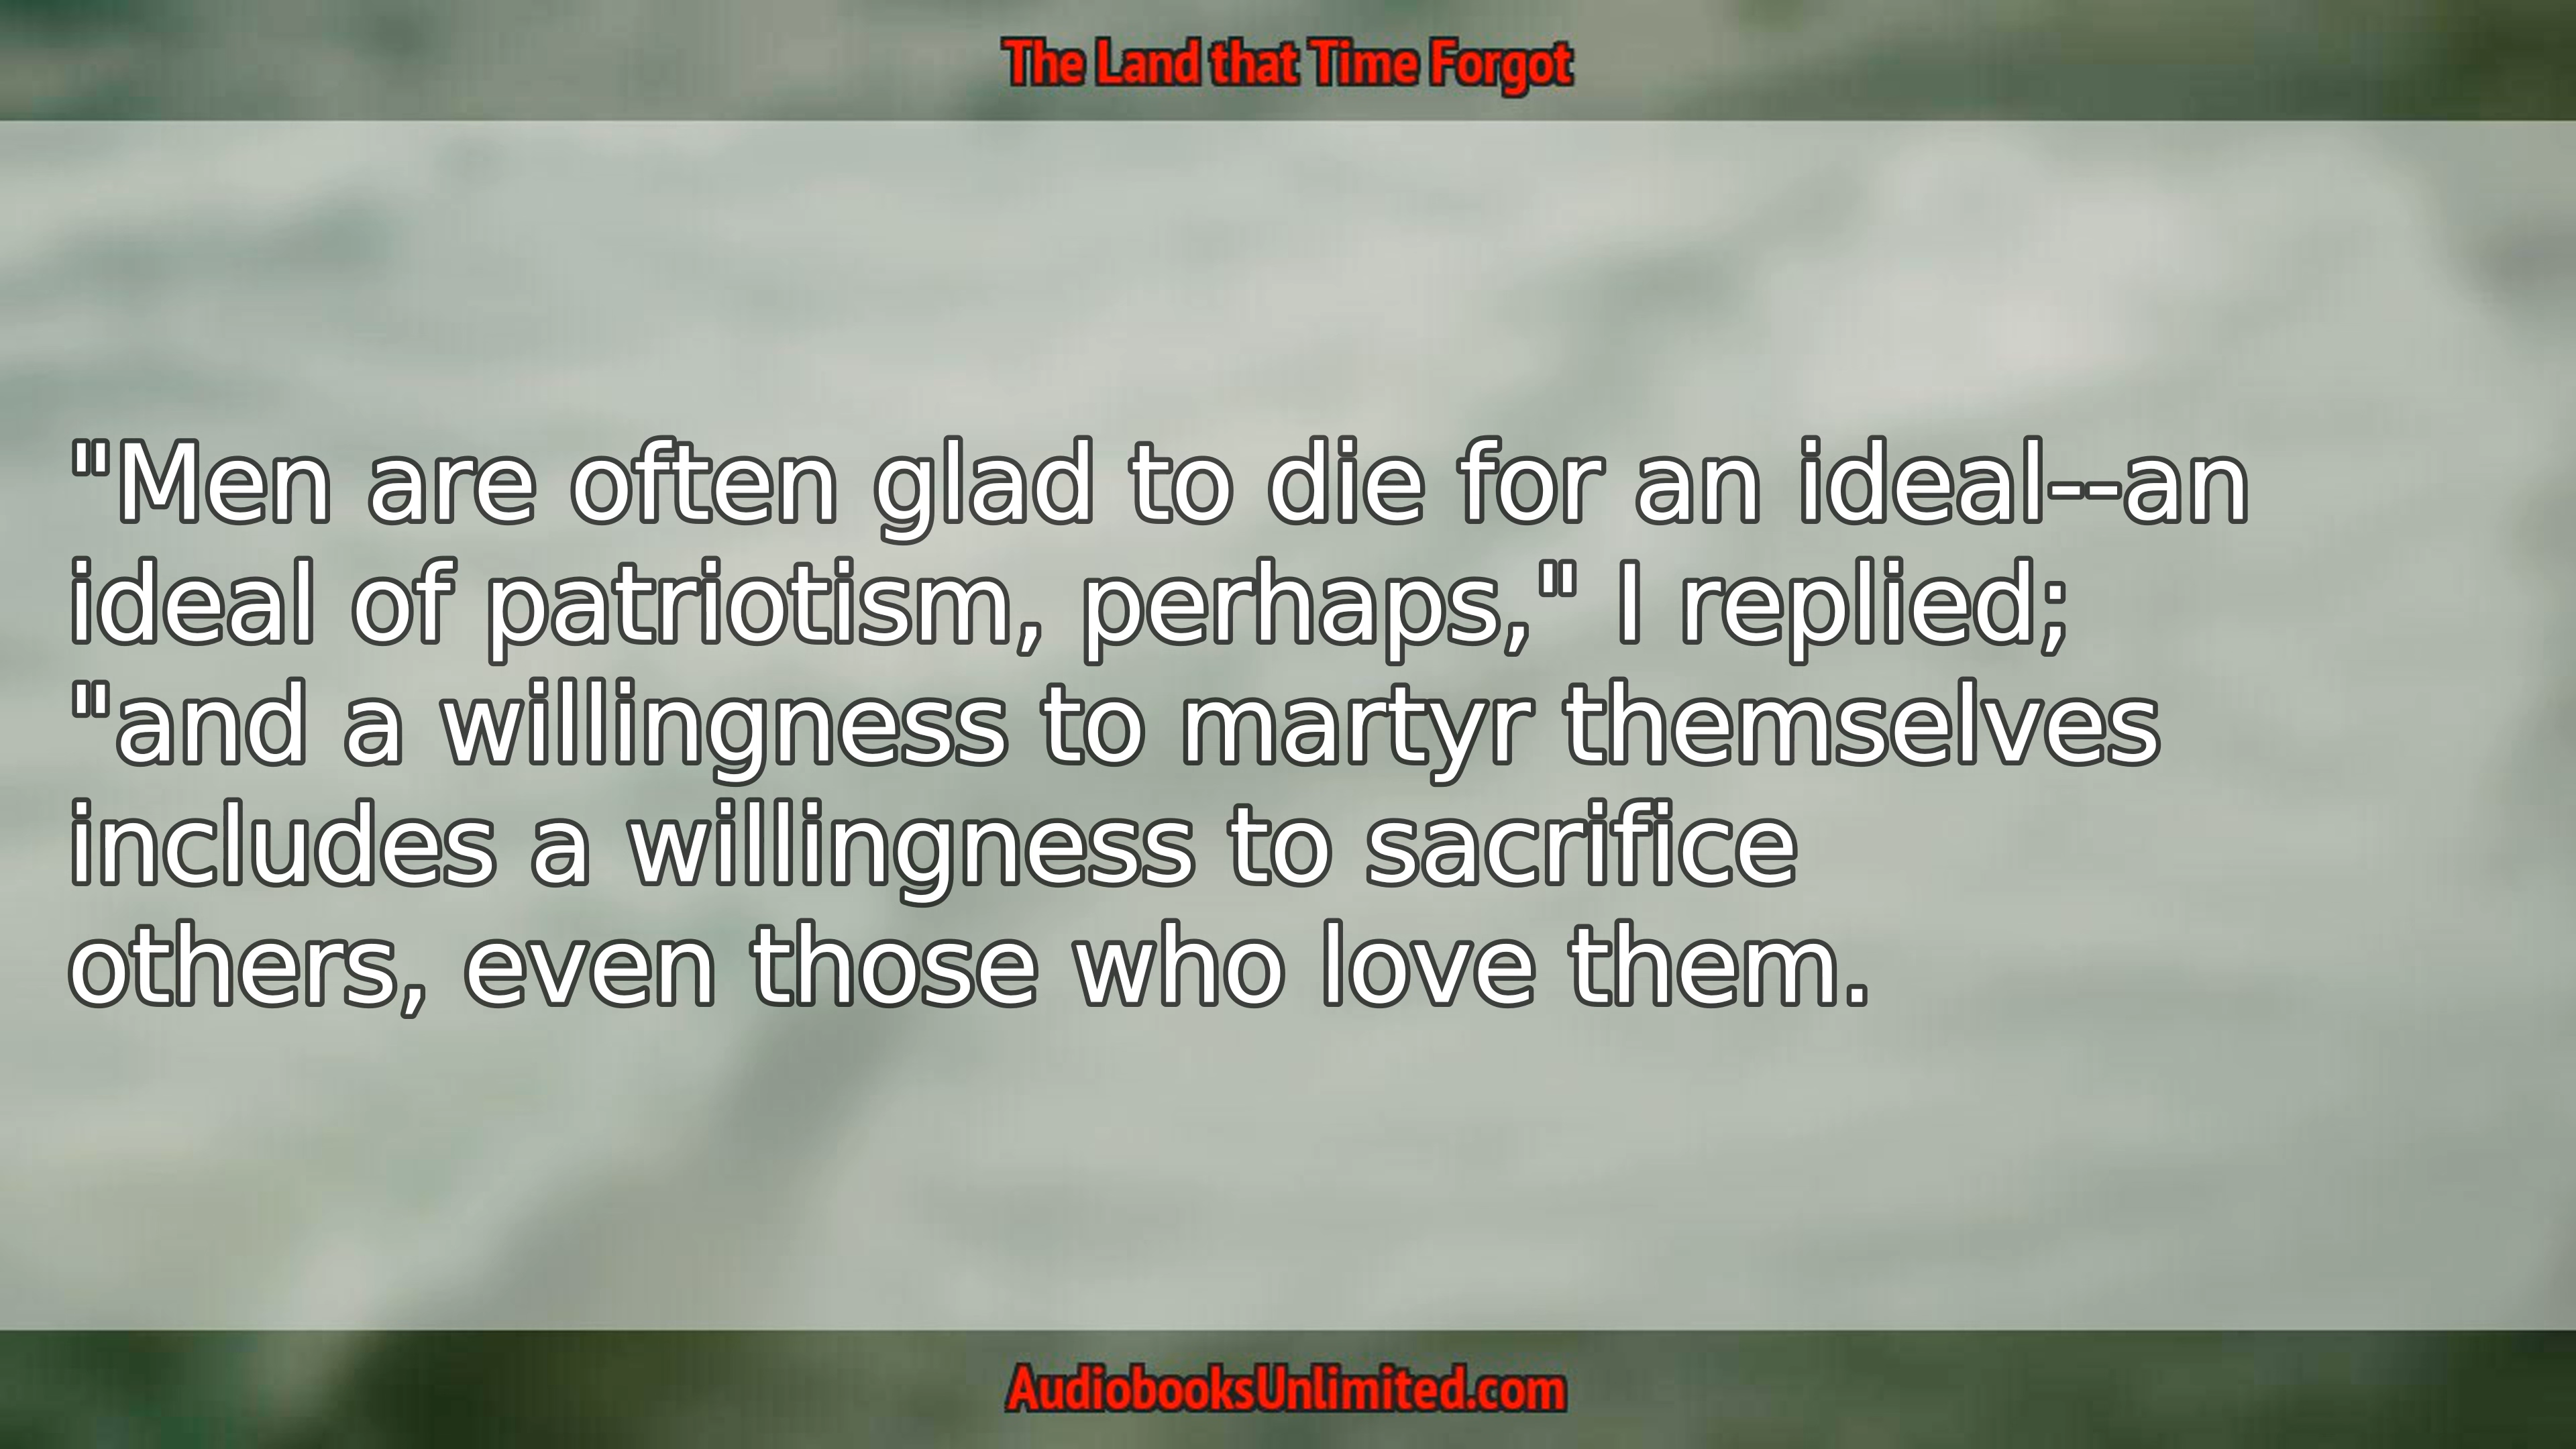 The Land that Time Forgot
"Men are often glad to die for an ideal--an
ideal of patriotism, perhaps," I replied;
"and a willingness to martyr themselves
includes a willingness to sacrifice
others, even those who love them.
AudiobooksUnlimited.com